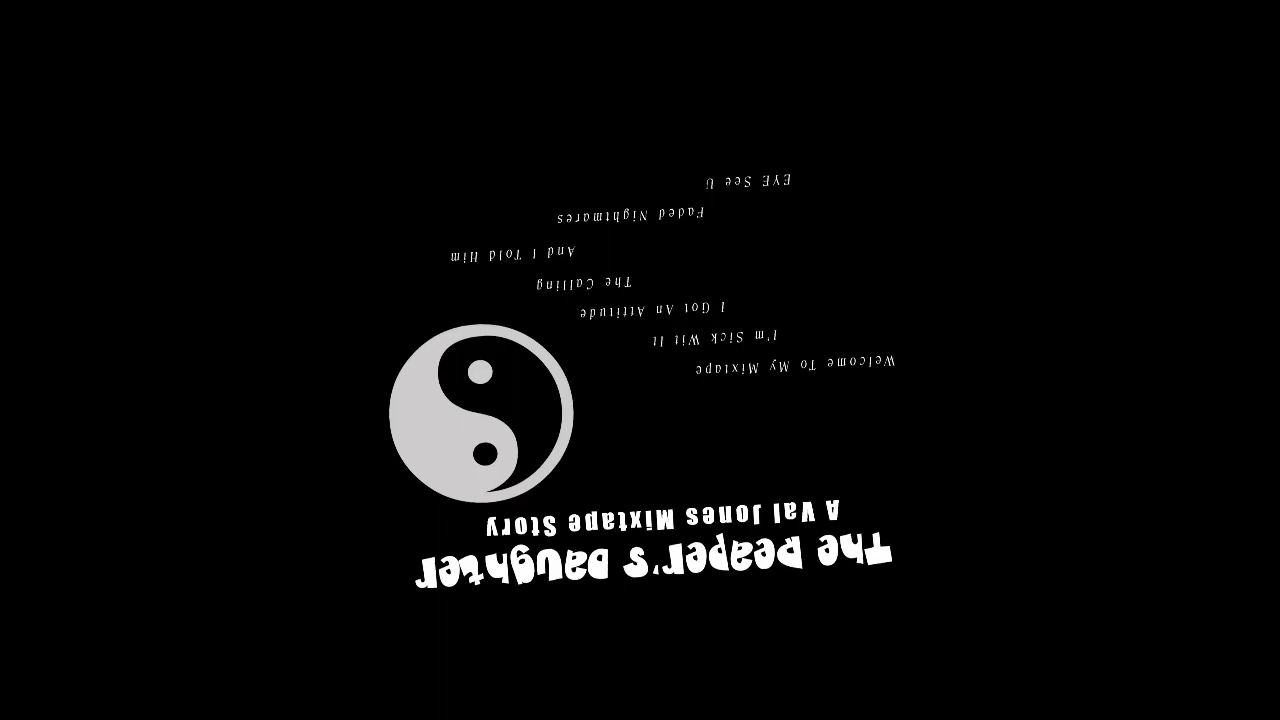 The Reaper's Daughter
A Val Jones Mixtape Story
Welcome To My Mixtape
I'm Sick Wit It
I Got An Attitude
The Calling
And I Told Him
Faded Nightmares
EYE See U